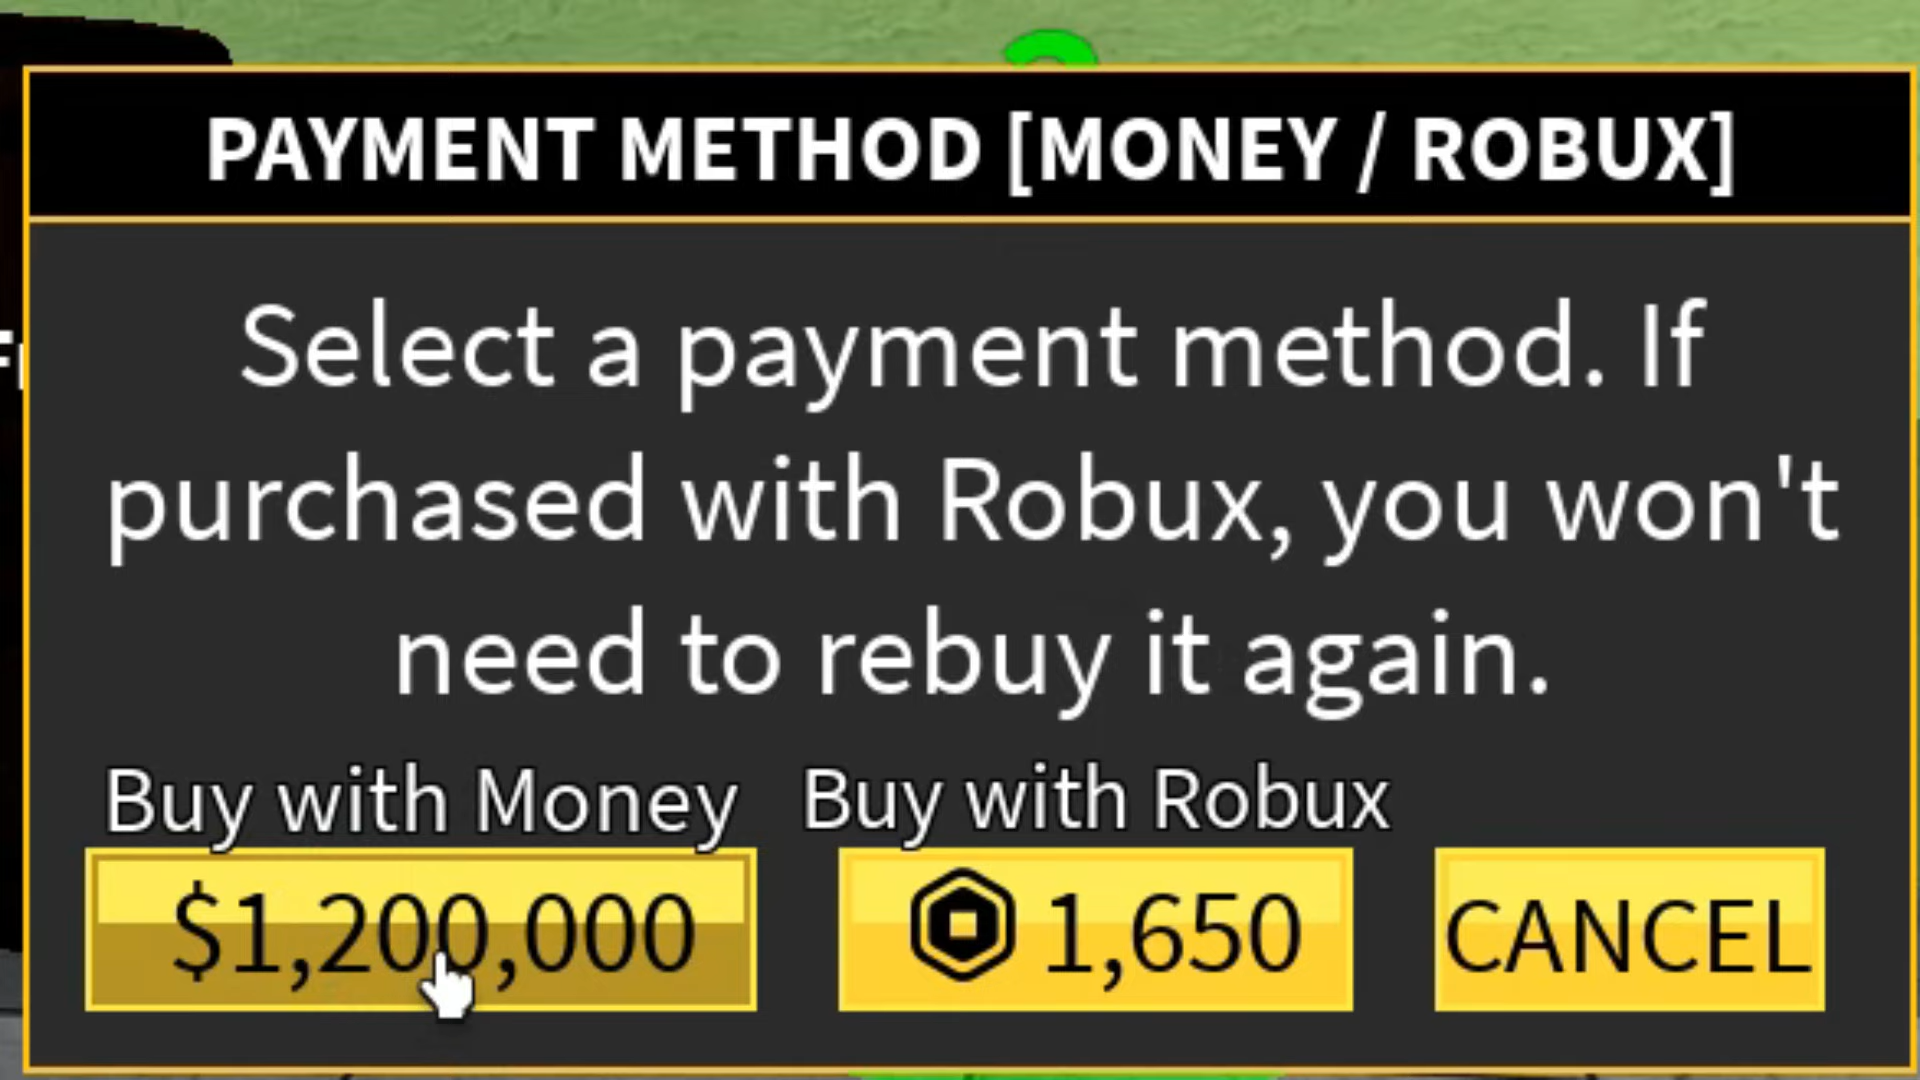 PAYMENT METHOD [MONEY / ROBUX]
Select a payment method. If
purchased with Robux, you won't
need to rebuy it again.
Buy with Money Buy with Robux
$1,200,000 1,650 CANCEL